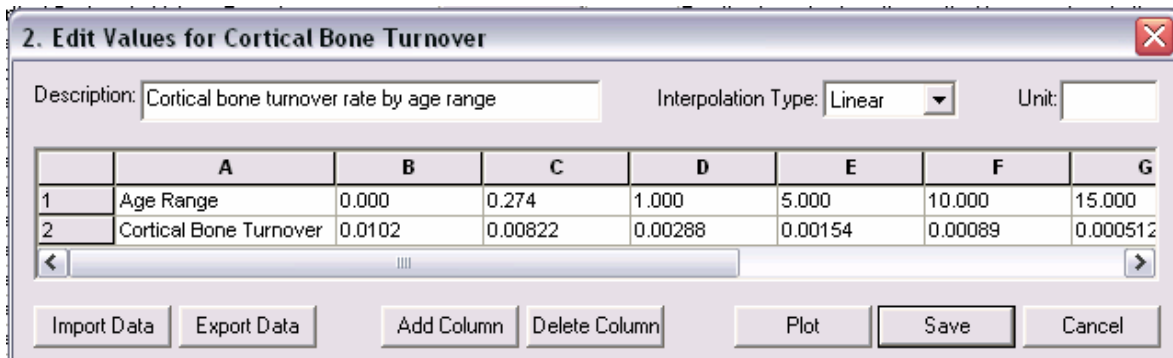 2. Edit Values for Cortical Bone Turnover
Description: Cortical bone turnover rate by age range Interpolation Type: Linear Unit:
A B C D E F G
1 Age Range 0.000 0.274 1.000 5.000 10.000 15.000
2 Cortical Bone Turnover 0.0102 0.00822 0.00288 0.00154 0.00089 0.000512
Import Data Export Data Add Column Delete Column Plot Save Cancel